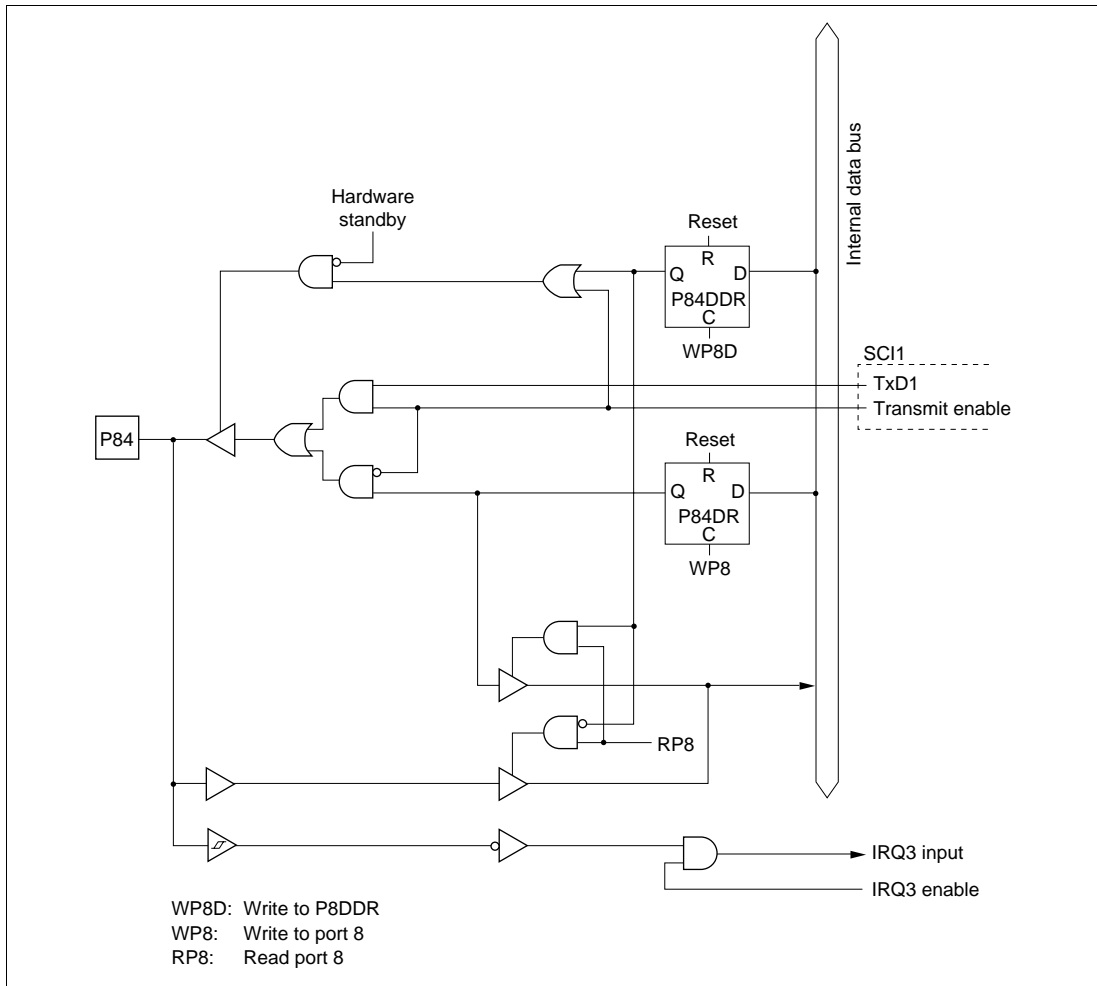 Internal data bus
Hardware
standby
Reset
R
Q D
P84DDR
C
WP8D
SCI1
TxD1
Transmit enable
P84
Reset
R
Q D
P84DR
C
WP8
RP8
IRQ3 input
IRQ3 enable
WP8D: Write to P8DDR
WP8: Write to port 8
RP8: Read port 8